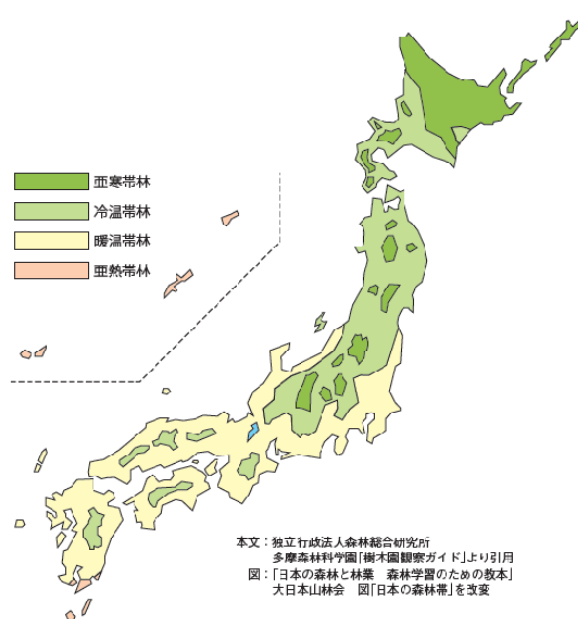 亜寒帯林
冷温帯林
暖温帯林
亜熱帯林
本文：独立行政法人森林総合研究所
多摩森林科学園「樹木園観察ガイド」より引用
図：「日本の森林と林業　森林学習のための教本」
大日本山林会　図「日本の森林帯」を改変